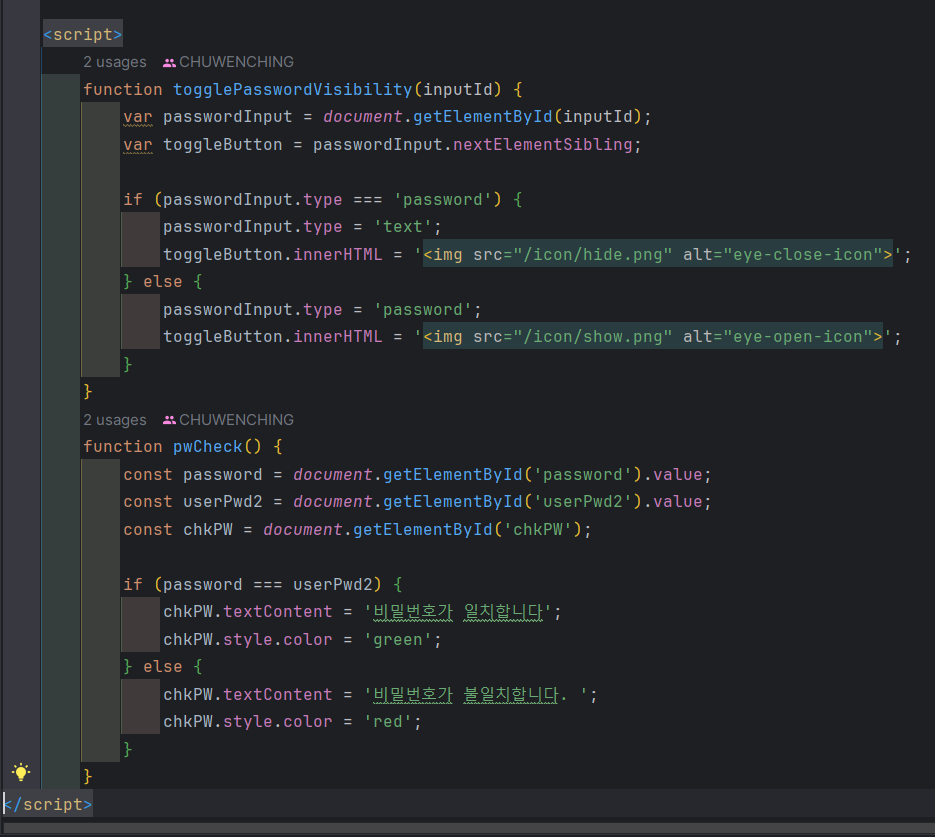 <script>
2 usages CHUWENCHING
function togglePasswordVisibility(inputId) {
var passwordInput = document.getElementById(inputId);
var toggleButton = passwordInput.nextElementSibling;
if (passwordInput.type === 'password') {
passwordInput.type = 'text';
toggleButton.innerHTML = '<img src="/icon/hide.png" alt="eye-close-icon">';
} else {
passwordInput.type = 'password';
toggleButton.innerHTML = '<img src="/icon/show.png" alt="eye-open-icon">';
}
}
2 usages CHUWENCHING
function pwCheck() {
const password = document.getElementById('password').value;
const userPwd2 = document.getElementById('userPwd2').value;
const chkPW = document.getElementById('chkPW');
if (password === userPwd2) {
chkPW.textContent = '비밀번호가 일치합니다';
chkPW.style.color = 'green';
} else {
chkPW.textContent = '비밀번호가 불일치합니다. ';
chkPW.style.color = 'red';
}
}
</script>